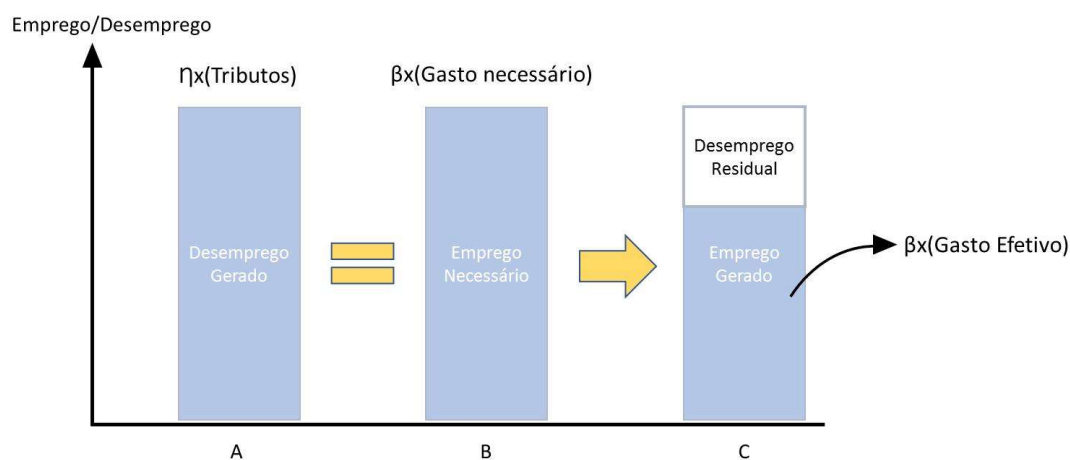 Emprego/Desemprego
ηx(Tributos)
βx(Gasto necessário)
Desemprego
Residual
Desemprego
Gerado
Emprego
Necessário
Emprego
Gerado
βx(Gasto Efetivo)
A
B
C